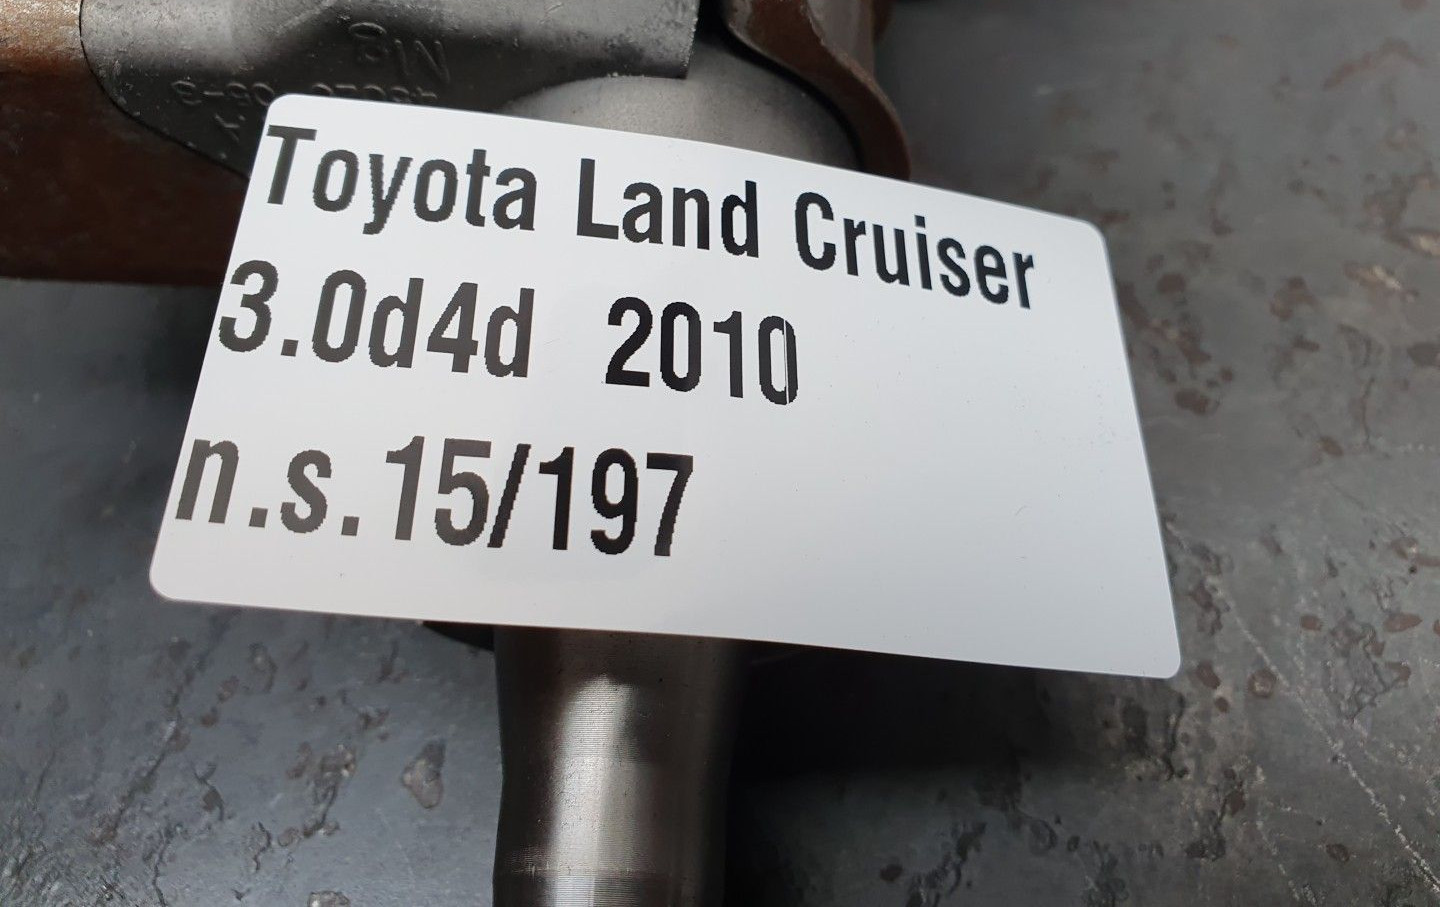 Toyota Land Cruiser
3.0d4d 2010
n.s.15/197